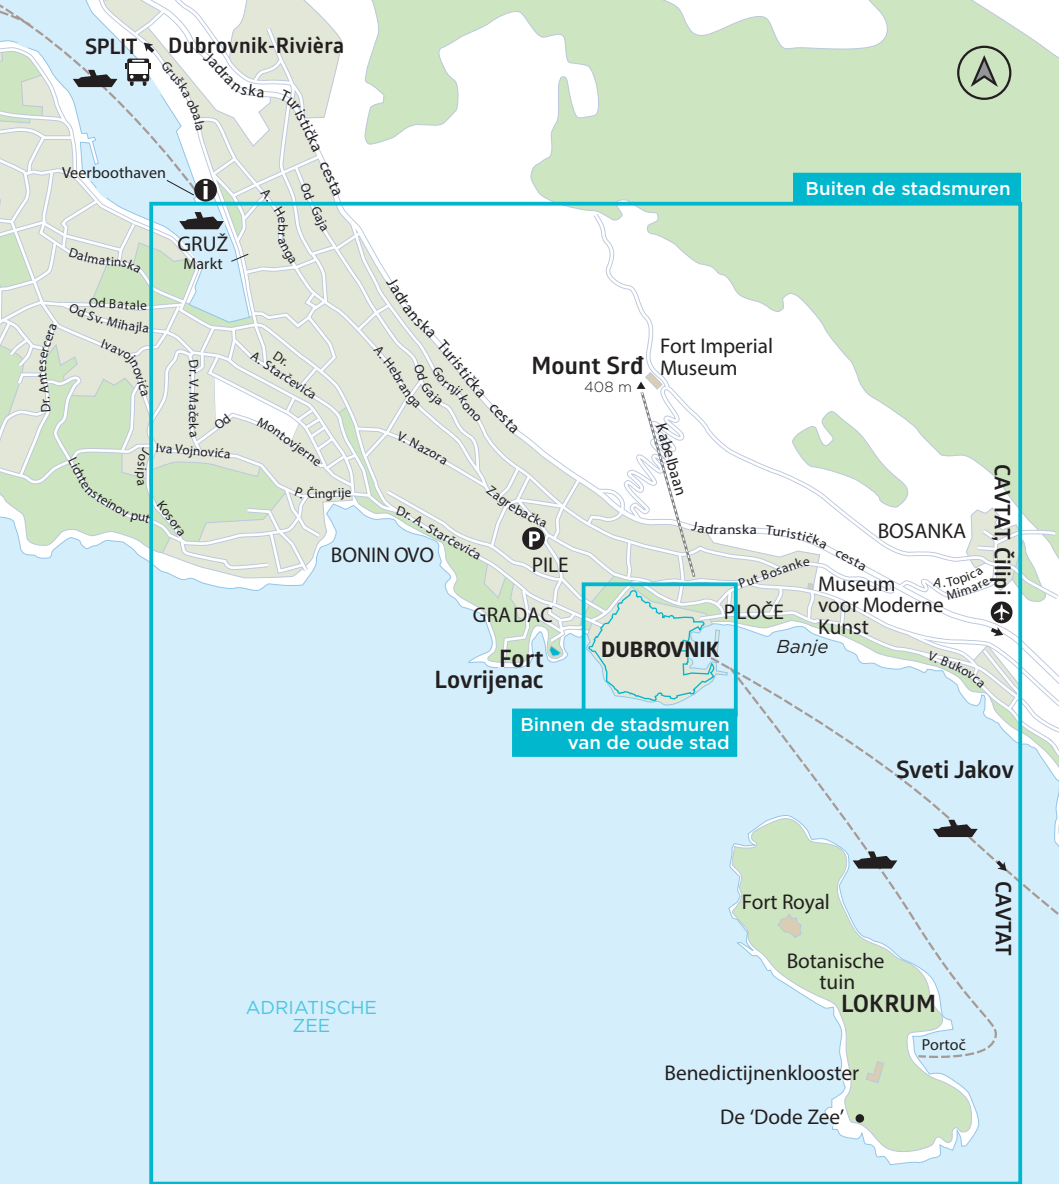 SPLIT
Dubrovnik-Rivièra
Jadranska Turistička cesta
Gruška obala
Veerboothaven
i
Buiten de stadsmuren
GRUŽ
Markt
A. Hebranga
Od Gaja
Dalmatinska
Od Batale
Od Sv. Mihajla
Ivavojnovića
Dr. Antesercera
Dr. V. Mačeka
A. Starčevića
Dr.
Jadranska Turistička cesta
A. Hebranga
Od Gaja
Gornji kono
Mount Srđ
408 m
Fort Imperial
Museum
Kabelbaan
Od
Montovjerne
Iva Vojnovića
V. Nazora
Josipa
Kosora
Lichtensteinov put
P. Čingrije
Zagrebačka
Dr. A. Starčevića
P
PILE
BONIN OVO
Jadranska Turistička cesta
BOSANKA
CAVTAT, Čilipi
Put Bosanke
A. Topica
Mimare
Museum
voor Moderne
Kunst
PLOČE
GRADAC
Fort
Lovrijenac
DUBROVNIK
Banje
V. Bukovca
Binnen de stadsmuren
van de oude stad
Sveti Jakov
CAVTAT
Fort Royal
Botanische
tuin
LOKRUM
ADRIATISCHE
ZEE
Portoč
Benedictijnenklooster
De 'Dode Zee'